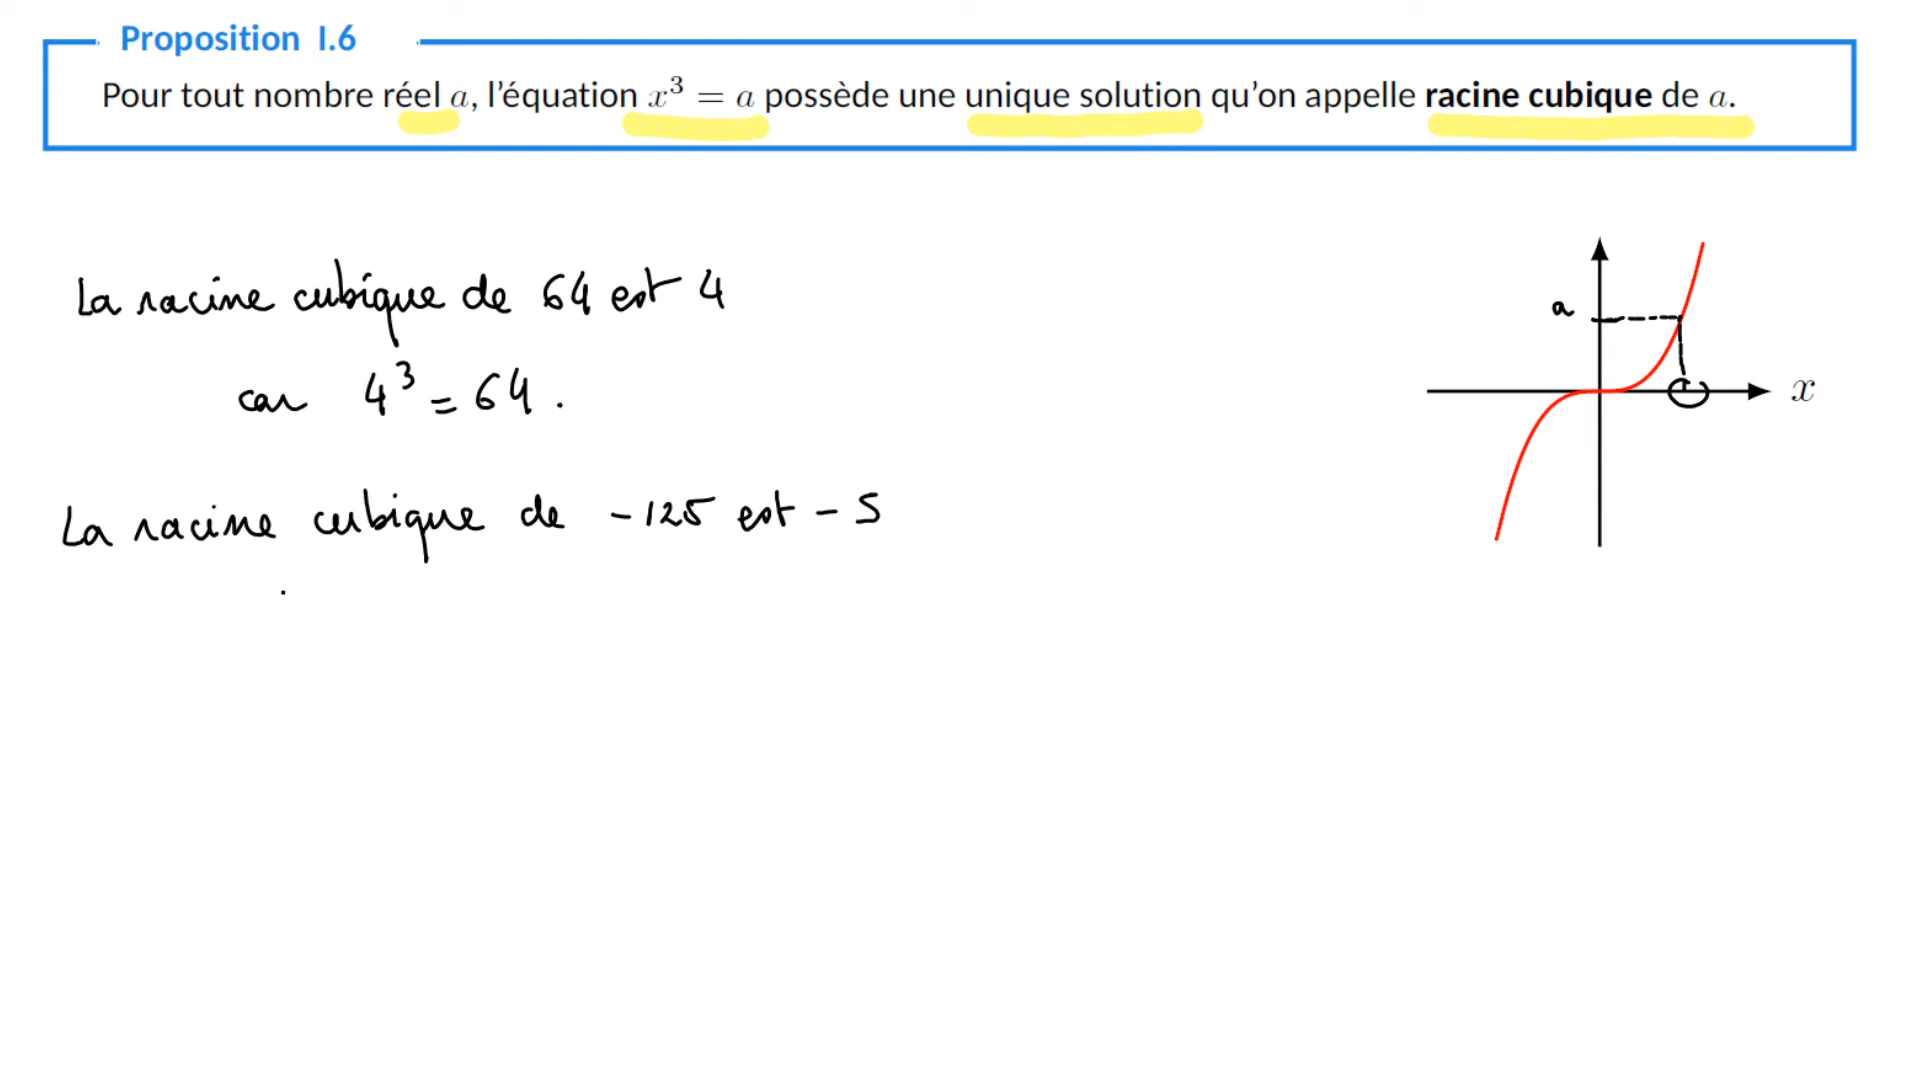 Proposition I.6
Pour tout nombre réel a, l'équation x³ = a possède une unique solution qu'on appelle racine cubique de a.
La racine cubique de 64 est 4
car 4³ = 64.
La racine cubique de -125 est -5
a
x